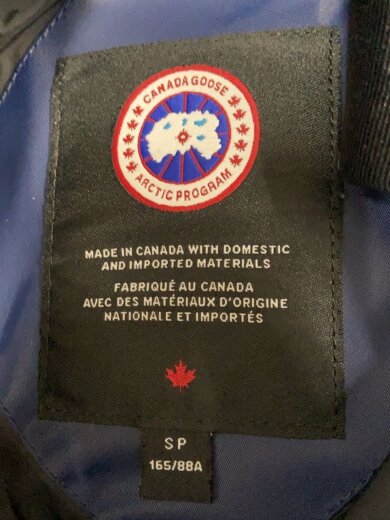 CANADA GOOSE
ARCTIC PROGRAM
MADE IN CANADA WITH DOMESTIC
AND IMPORTED MATERIALS
FABRIQUÉ AU CANADA
AVEC DES MATÉRIAUX D'ORIGINE
NATIONALE ET IMPORTÉS
S P
165/88A